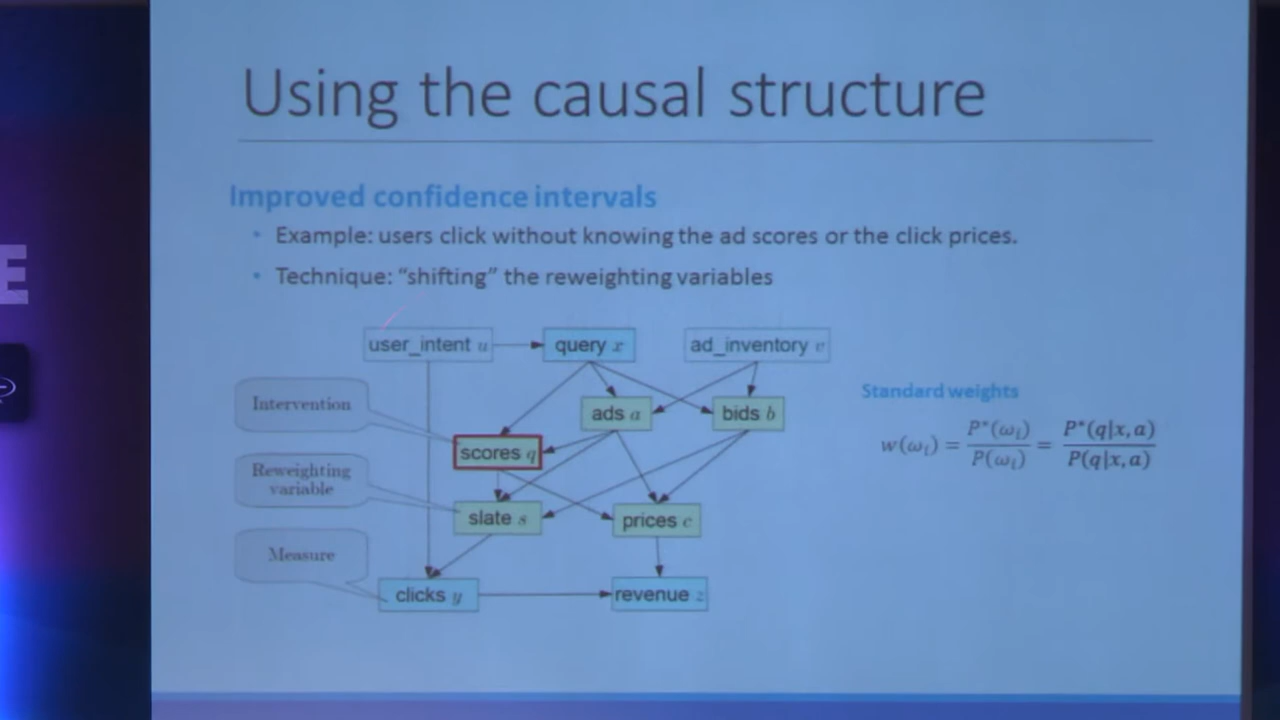 Using the causal structure
Improved confidence intervals
• Example: users click without knowing the ad scores or the click prices.
• Technique: “shifting” the reweighting variables
user_intent u
query x
ad_inventory v
Intervention
ads a
bids b
Standard weights
w(ωᵢ) = P*(ωᵢ) / P(ωᵢ) = P*(q|x, a) / P(q|x, a)
scores q
Reweighting
variable
slate s
prices c
Measure
clicks y
revenue z
E